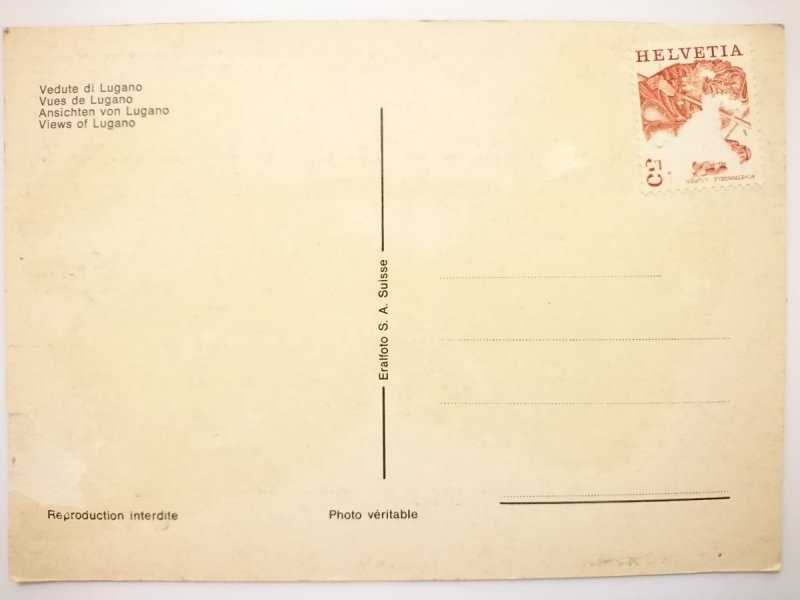 Vedute di Lugano
Vues de Lugano
Ansichten von Lugano
Views of Lugano
HELVETIA
Eralfoto S. A. Suisse
Reproduction interdite
Photo véritable